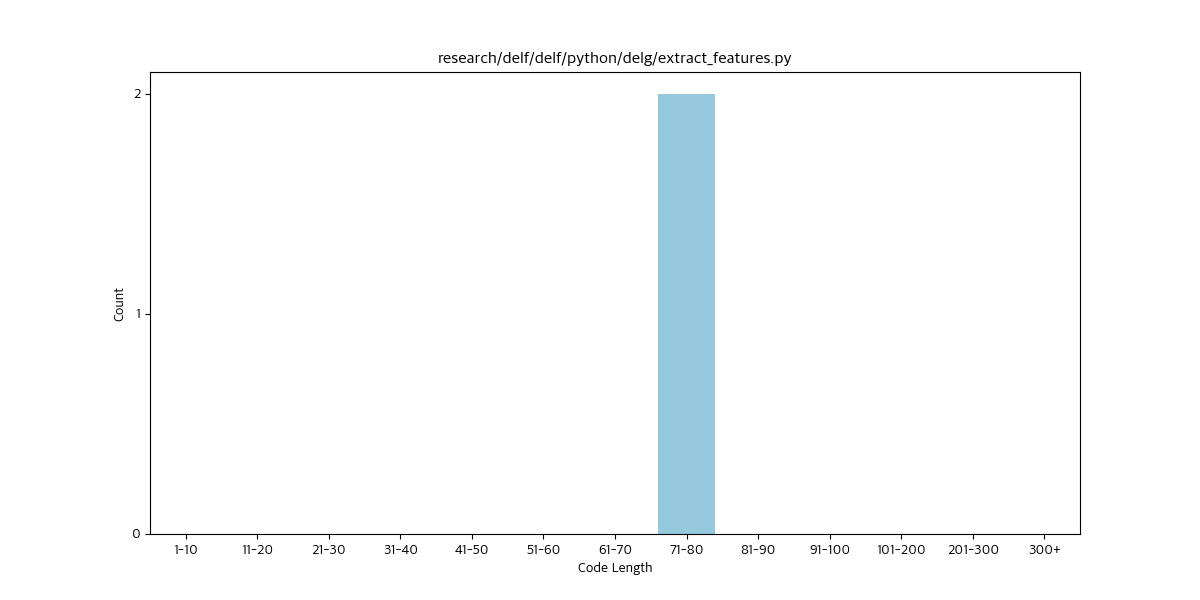 research/delf/delf/python/delg/extract_features.py
2
1
0
Count
1-10 11-20 21-30 31-40 41-50 51-60 61-70 71-80 81-90 91-100 101-200 201-300 300+
Code Length